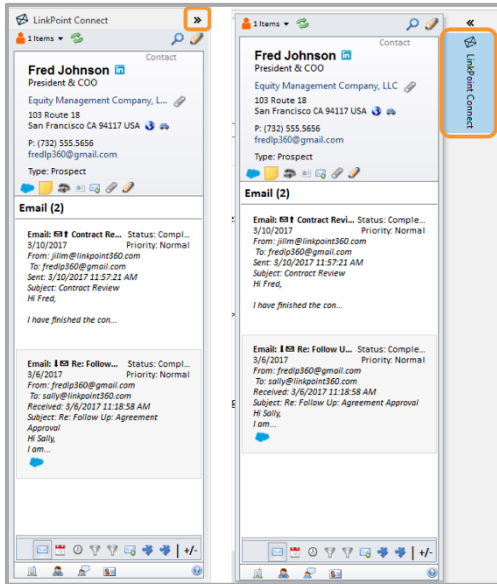 LinkPoint Connect »
1 Items
Contact
Fred Johnson in
President & COO
Equity Management Company, L...
103 Route 18
San Francisco CA 94117 USA
P: (732) 555.5656
fredlp360@gmail.com
Type: Prospect
Email (2)
Email: Contract Re... Status: Compl...
3/10/2017 Priority: Normal
From: jillm@linkpoint360.com
To: fredlp360@gmail.com
Sent: 3/10/2017 11:57:21 AM
Subject: Contract Review
Hi Fred,
I have finished the con...
Email: Re: Follow... Status: Compl...
3/6/2017 Priority: Normal
From: fredlp360@gmail.com
To: sally@linkpoint360.com
Received: 3/6/2017 11:18:58 AM
Subject: Re: Follow Up: Agreement
Approval
Hi Sally,
I am...
+/-
1 Items
Contact
Fred Johnson in
President & COO
Equity Management Company, LLC
103 Route 18
San Francisco CA 94117 USA
P: (732) 555.5656
fredlp360@gmail.com
Type: Prospect
Email (2)
Email: Contract Revi... Status: Comple...
3/10/2017 Priority: Normal
From: jillm@linkpoint360.com
To: fredlp360@gmail.com
Sent: 3/10/2017 11:57:21 AM
Subject: Contract Review
Hi Fred,
I have finished the con...
Email: Re: Follow U... Status: Comple...
3/6/2017 Priority: Normal
From: fredlp360@gmail.com
To: sally@linkpoint360.com
Received: 3/6/2017 11:18:58 AM
Subject: Re: Follow Up: Agreement Approval
Hi Sally,
I am...
+/-
«
LinkPoint Connect